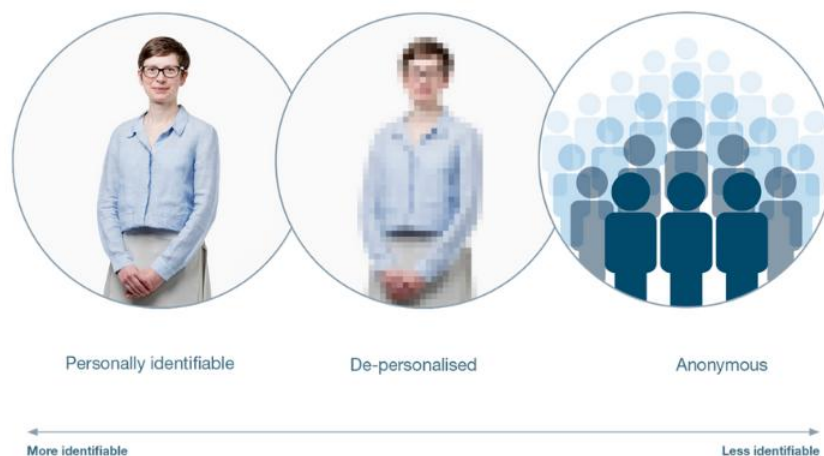 Personally identifiable
De-personalised
Anonymous
More identifiable
Less identifiable